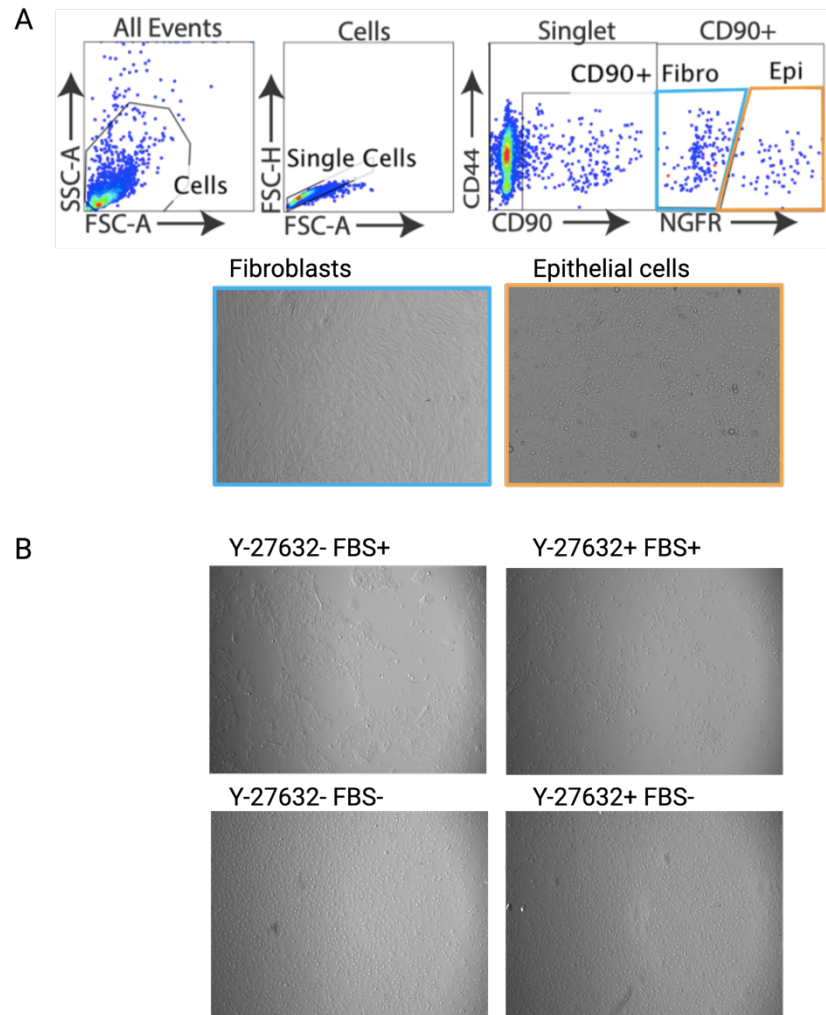 A
All Events
Cells
Singlet
CD90+
SSC-A
Cells
FSC-A
FSC-H
Single Cells
FSC-A
CD44
CD90+
CD90
Fibro
Epi
NGFR
Fibroblasts
Epithelial cells
B
Y-27632- FBS+
Y-27632+ FBS+
Y-27632- FBS-
Y-27632+ FBS-